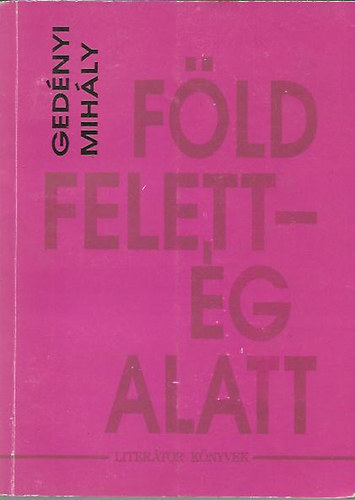 GEDÉNYI
MIHÁLY
FÖLD
FELETT-
ÉG
ALATT
LITERÁTOR KÖNYVEK